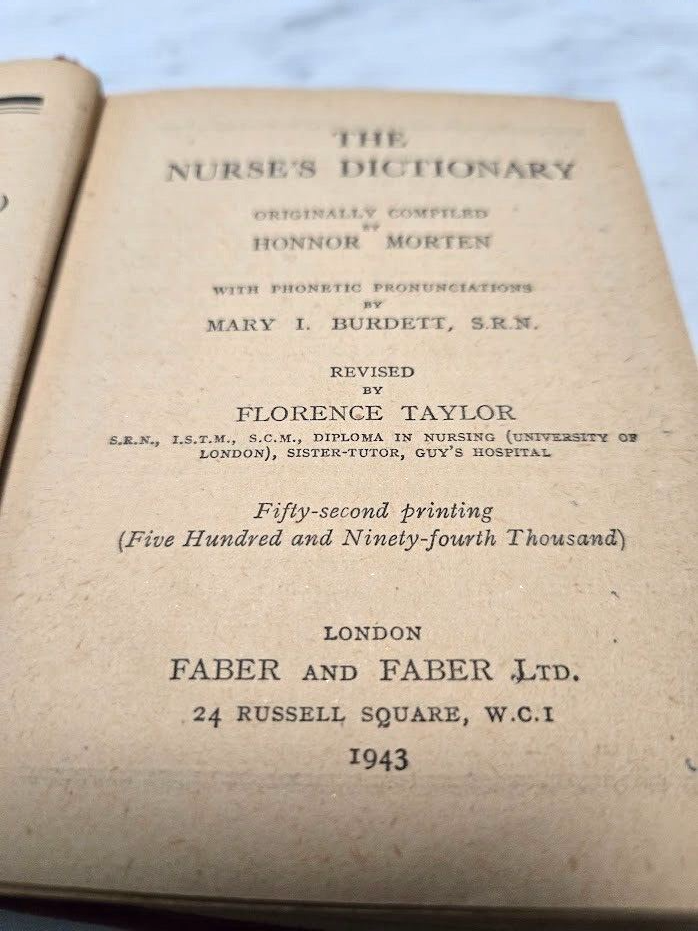 THE
NURSE'S DICTIONARY
ORIGINALLY COMPILED
BY
HONNOR MORTEN
WITH PHONETIC PRONUNCIATIONS
BY
MARY I. BURDETT, S.R.N.
REVISED
BY
FLORENCE TAYLOR
S.R.N., I.S.T.M., S.C.M., DIPLOMA IN NURSING (UNIVERSITY OF
LONDON), SISTER-TUTOR, GUY'S HOSPITAL
Fifty-second printing
(Five Hundred and Ninety-fourth Thousand)
LONDON
FABER AND FABER LTD.
24 RUSSELL SQUARE, W.C.1
1943